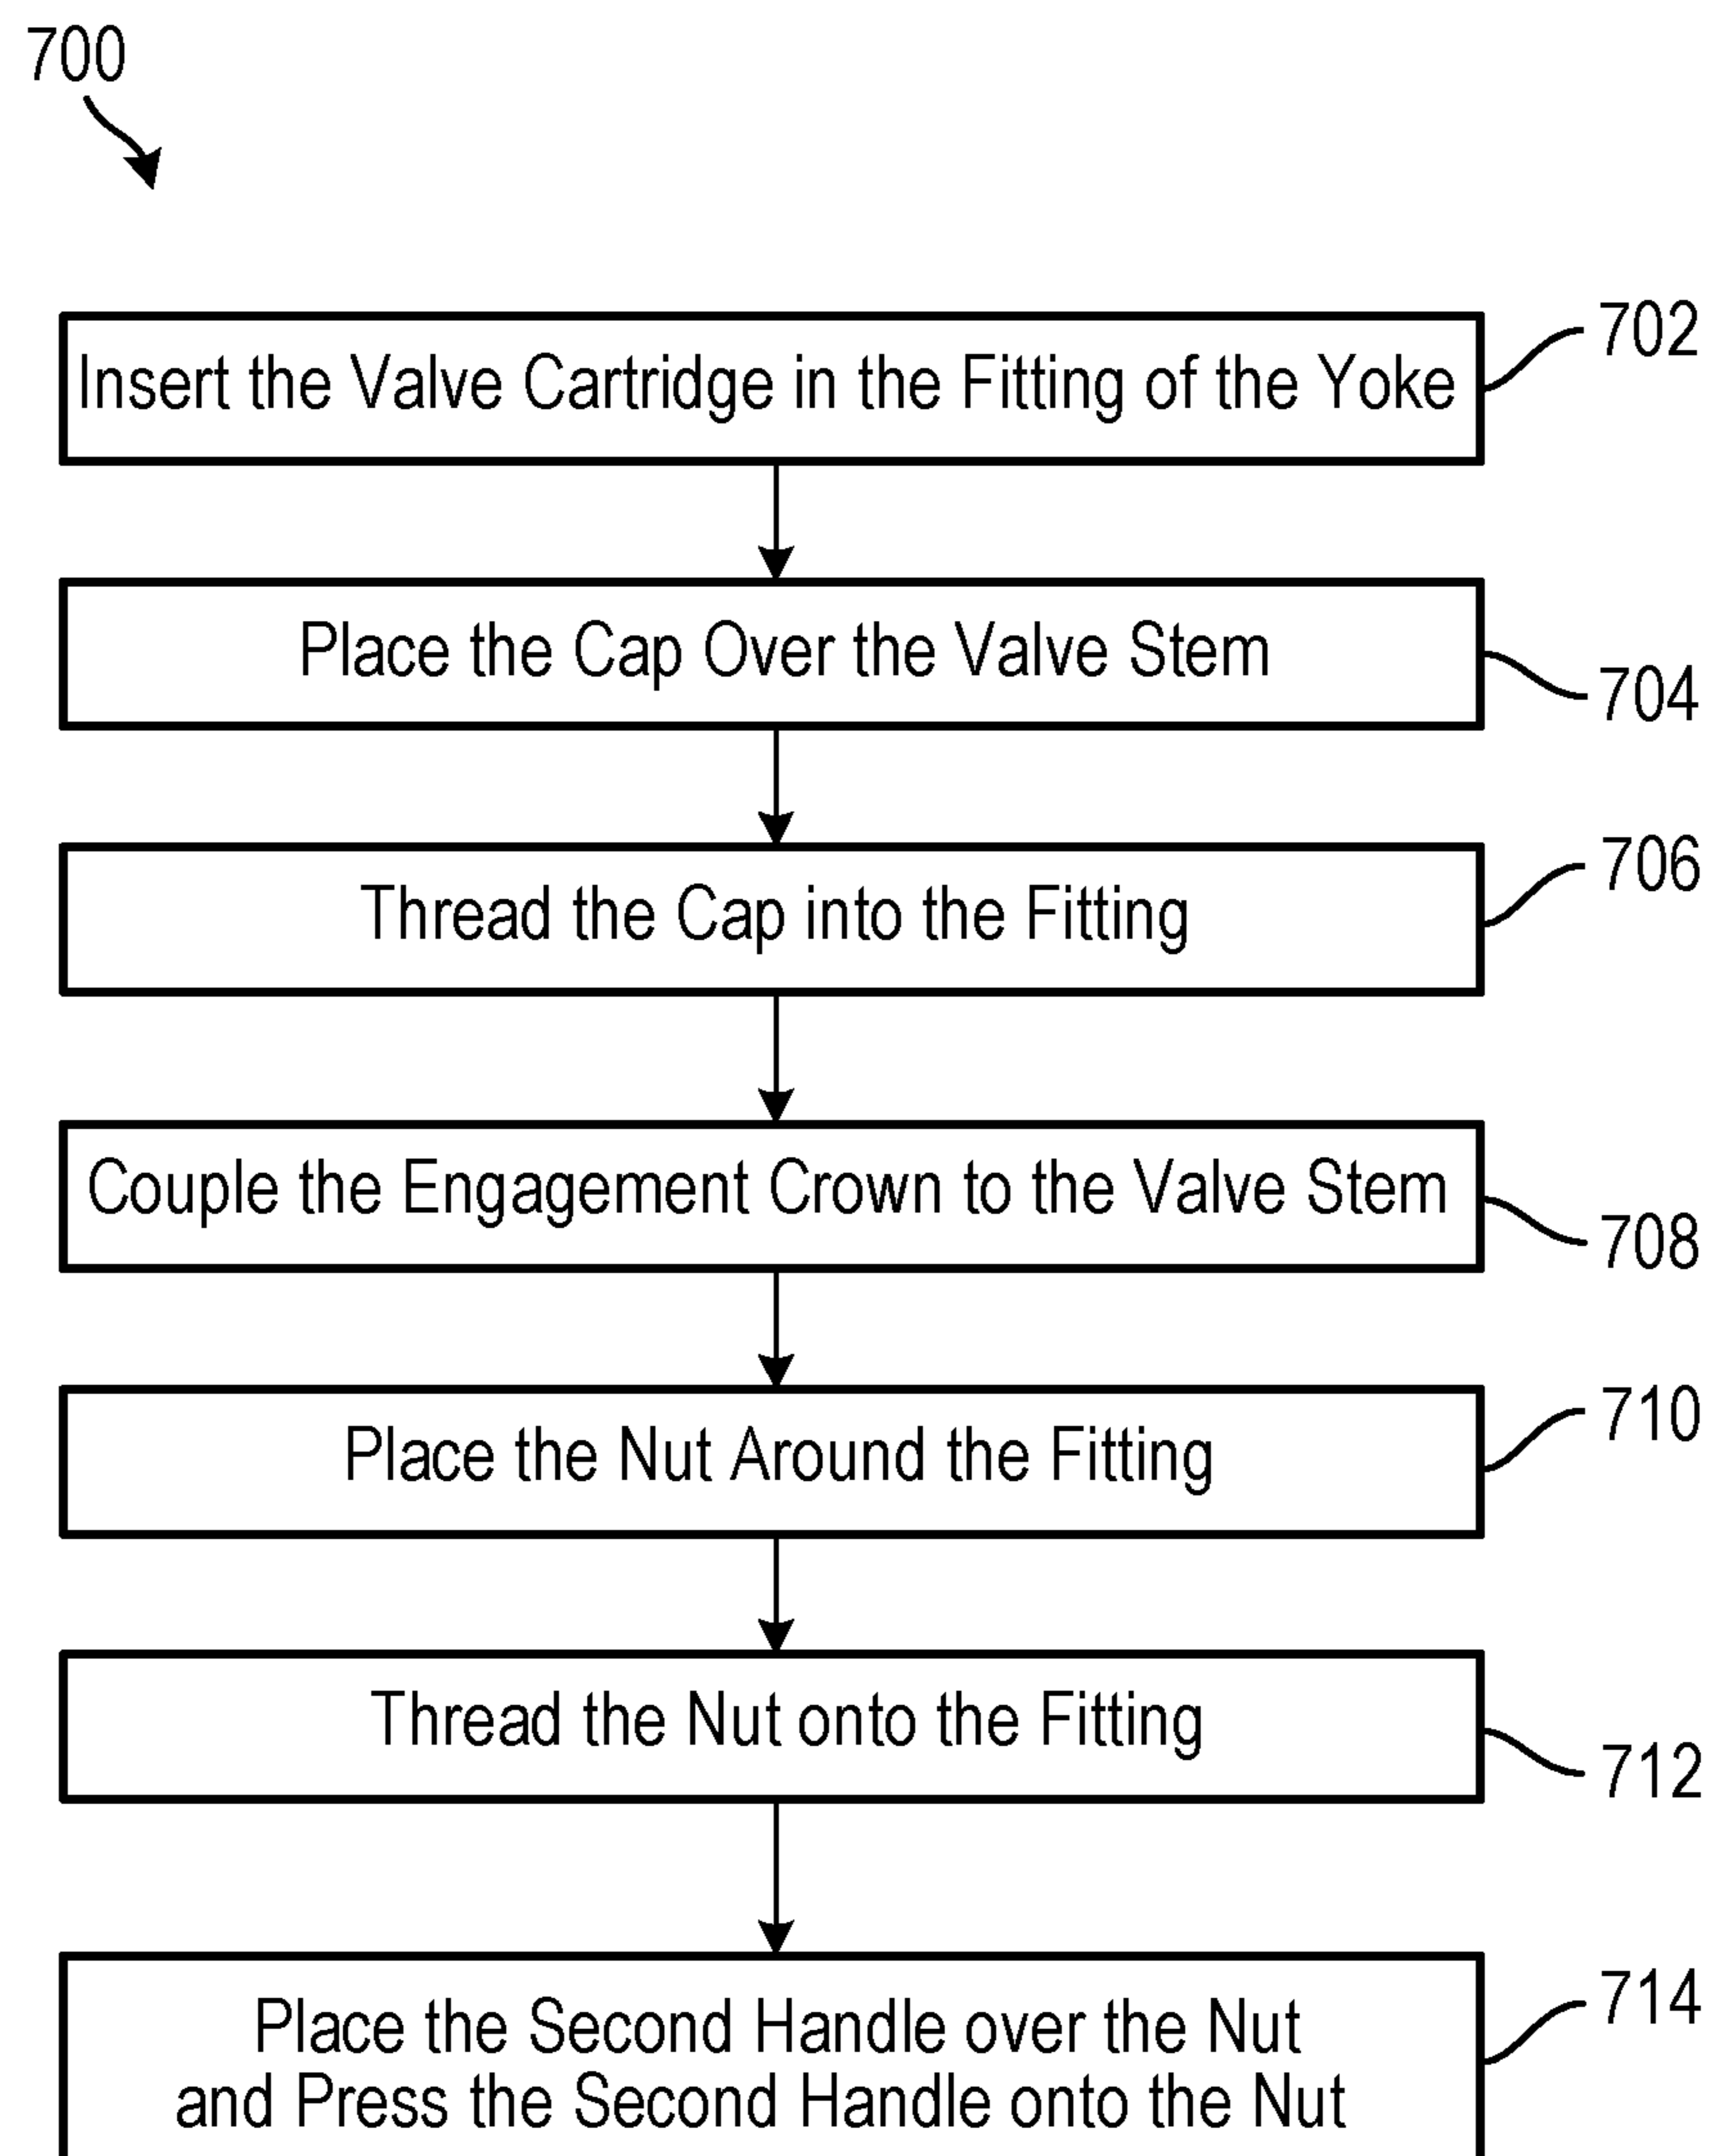 700
702
Insert the Valve Cartridge in the Fitting of the Yoke
Place the Cap Over the Valve Stem
704
706
Thread the Cap into the Fitting
Couple the Engagement Crown to the Valve Stem
708
710
Place the Nut Around the Fitting
Thread the Nut onto the Fitting
712
714
Place the Second Handle over the Nut
and Press the Second Handle onto the Nut